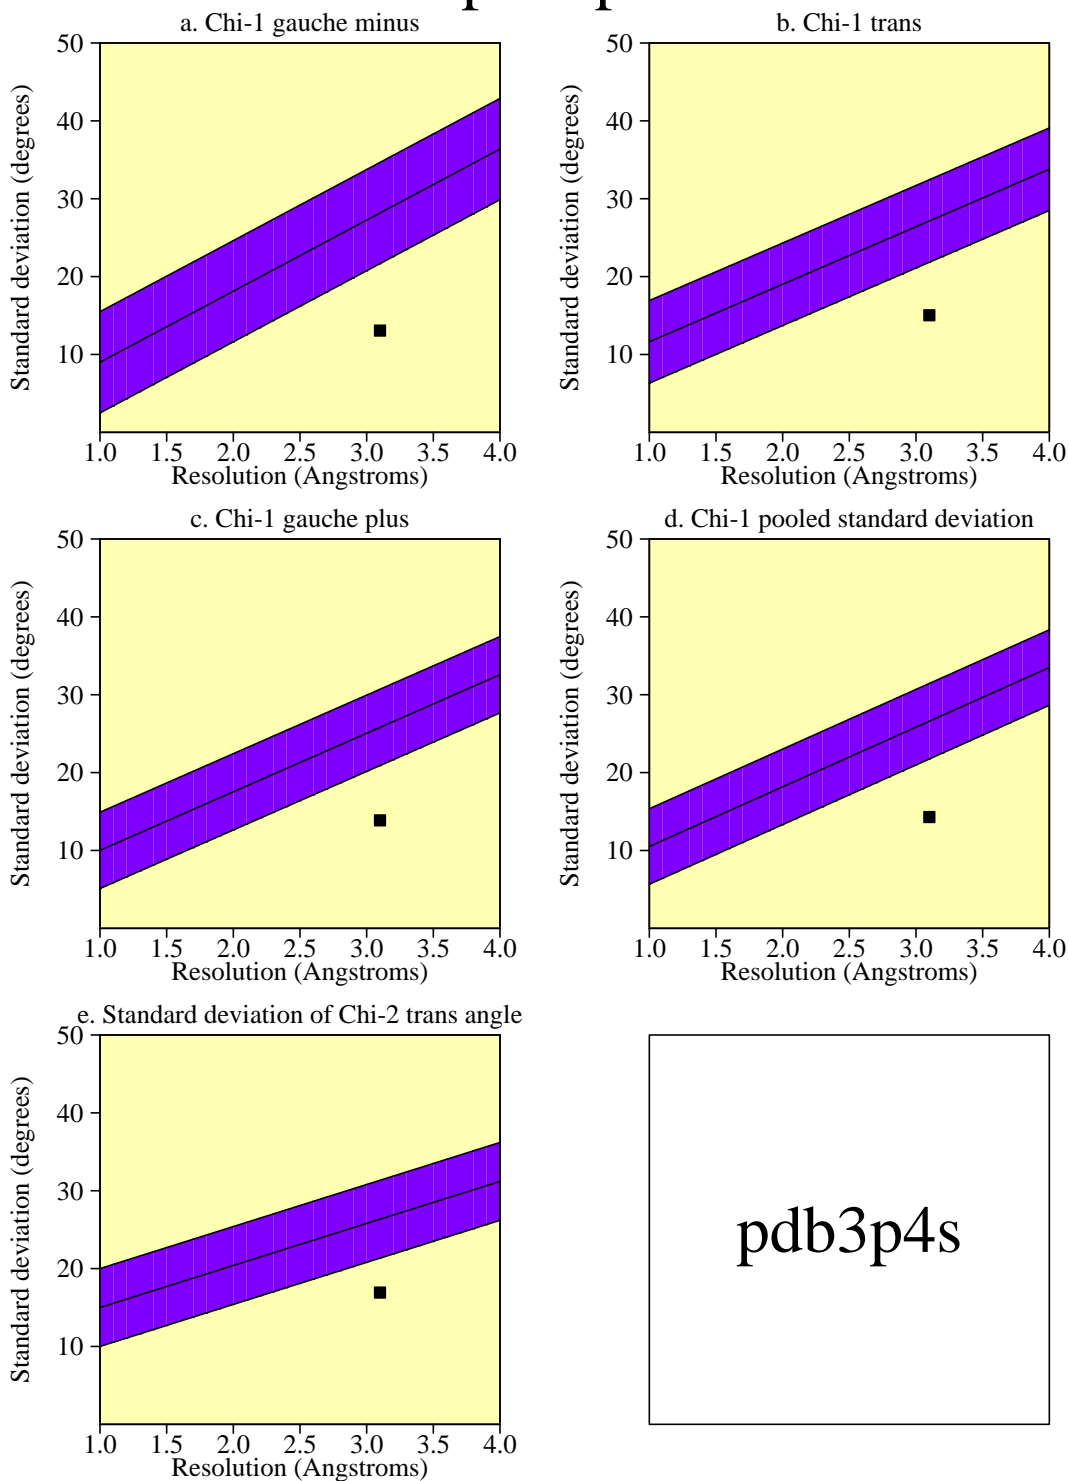 a. Chi-1 gauche minus
50
40
30
20
10
Standard deviation (degrees)
1.0 1.5 2.0 2.5 3.0 3.5 4.0
Resolution (Angstroms)
b. Chi-1 trans
50
40
30
20
10
Standard deviation (degrees)
1.0 1.5 2.0 2.5 3.0 3.5 4.0
Resolution (Angstroms)
c. Chi-1 gauche plus
50
40
30
20
10
Standard deviation (degrees)
1.0 1.5 2.0 2.5 3.0 3.5 4.0
Resolution (Angstroms)
d. Chi-1 pooled standard deviation
50
40
30
20
10
Standard deviation (degrees)
1.0 1.5 2.0 2.5 3.0 3.5 4.0
Resolution (Angstroms)
e. Standard deviation of Chi-2 trans angle
50
40
30
20
10
Standard deviation (degrees)
1.0 1.5 2.0 2.5 3.0 3.5 4.0
Resolution (Angstroms)
pdb3p4s